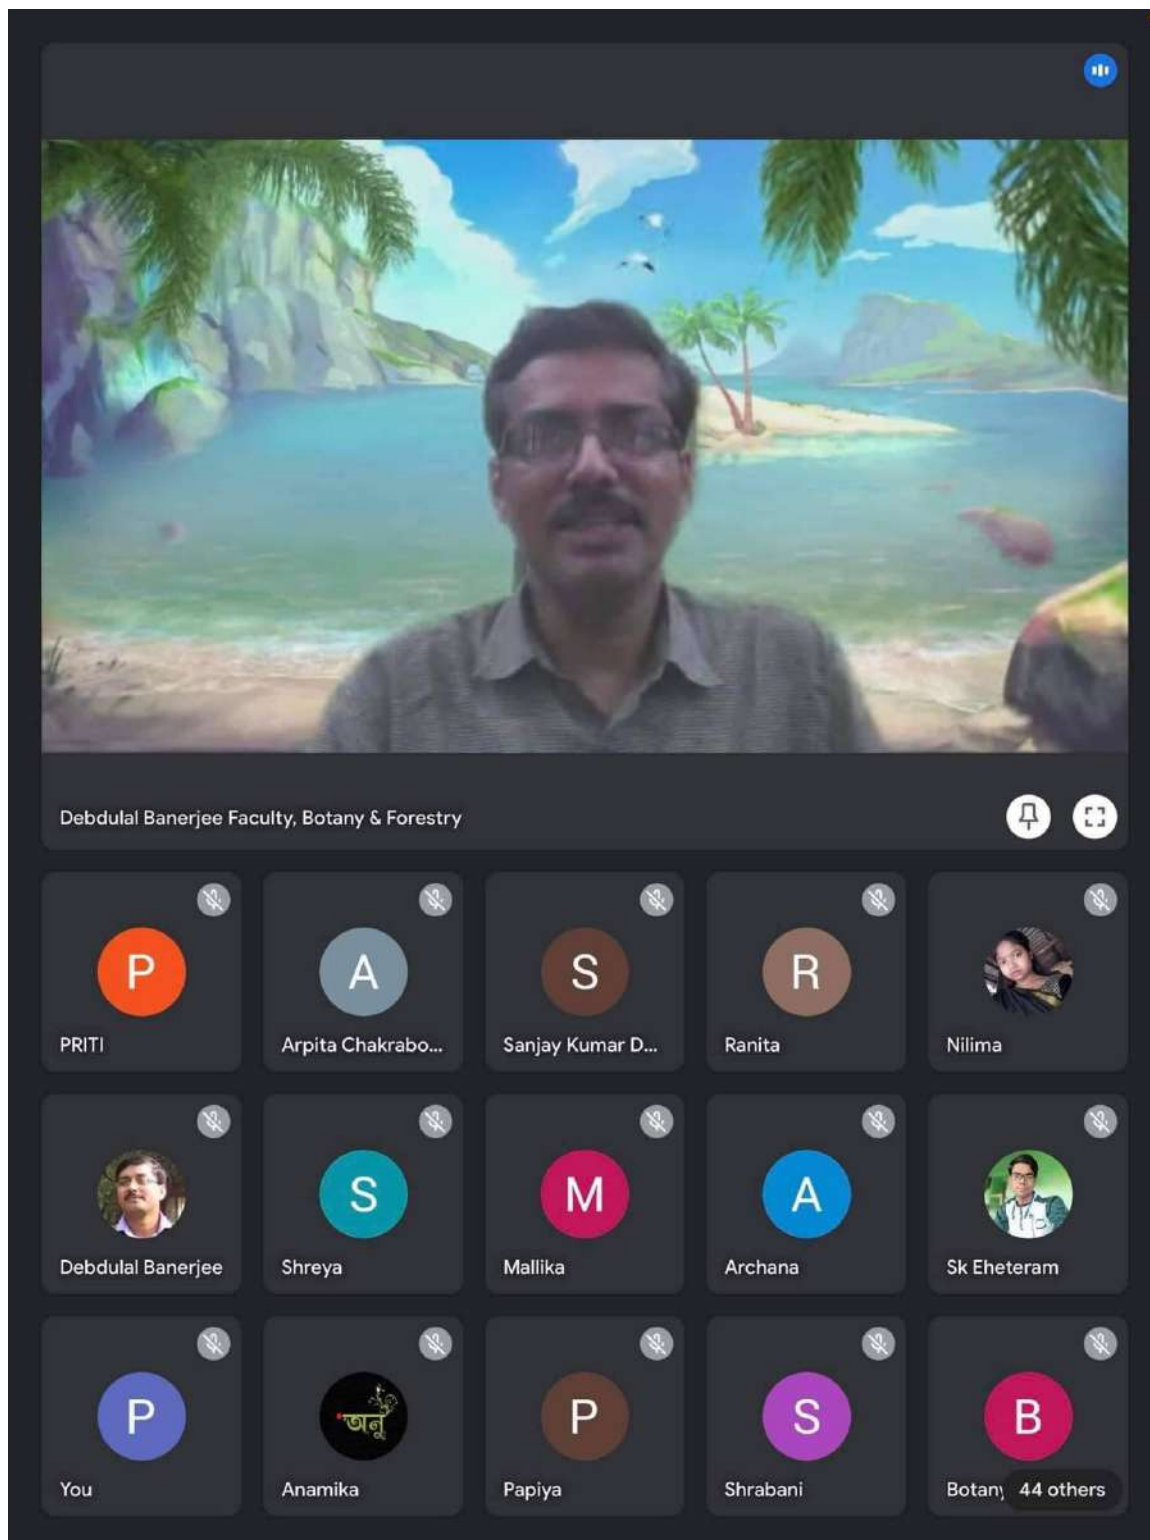 Debdulal Banerjee Faculty, Botany & Forestry
P
PRITI
A
Arpita Chakrabo...
S
Sanjay Kumar D...
R
Ranita
Nilima
Debdulal Banerjee
S
Shreya
M
Mallika
A
Archana
Sk Eheteram
P
You
অনু
Anamika
P
Papiya
S
Shrabani
B
Botany 44 others